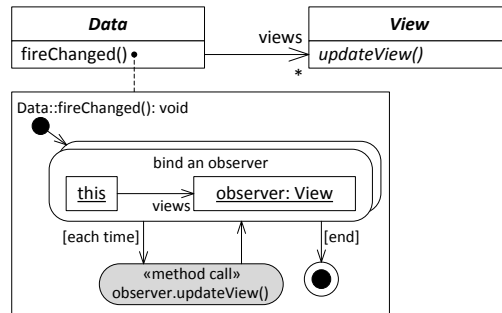 Data
fireChanged()
views
*
View
updateView()
Data::fireChanged(): void
bind an observer
this
views
observer: View
[each time]
[end]
«method call»
observer.updateView()